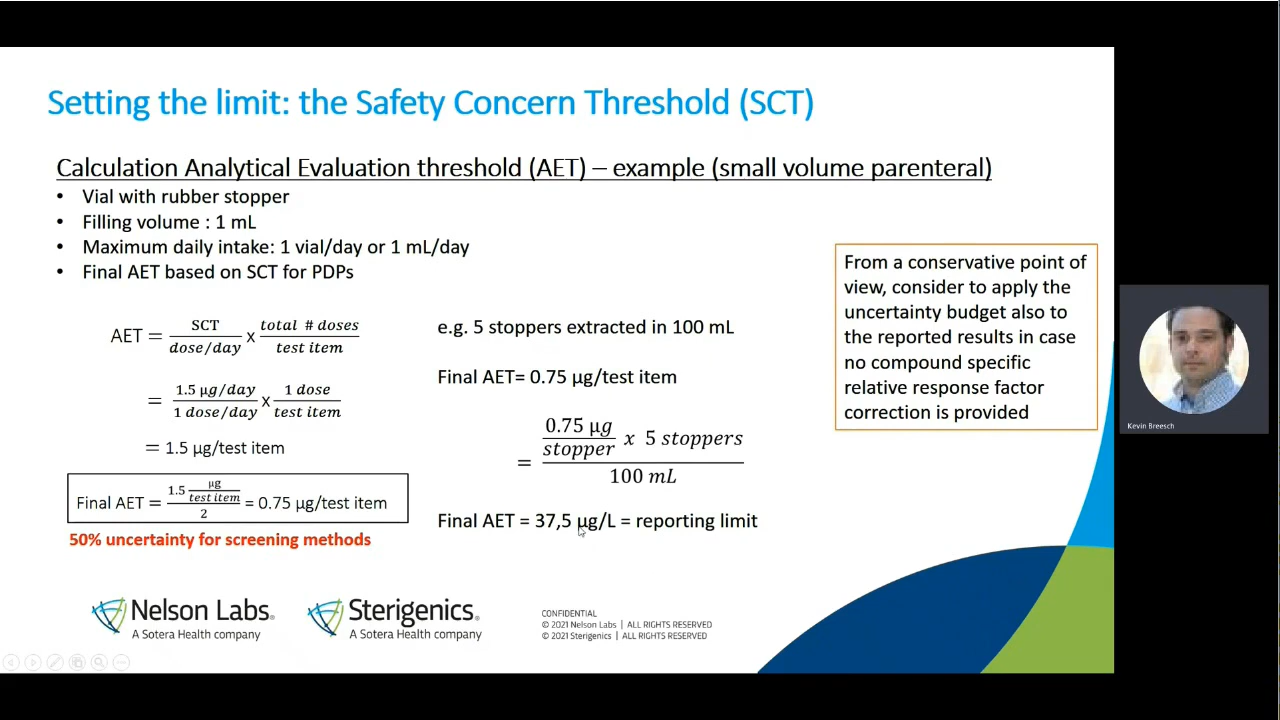 Setting the limit: the Safety Concern Threshold (SCT)
Calculation Analytical Evaluation threshold (AET) – example (small volume parenteral)
• Vial with rubber stopper
• Filling volume : 1 mL
• Maximum daily intake: 1 vial/day or 1 mL/day
• Final AET based on SCT for PDPs
AET = SCT / dose/day x total # doses / test item
= 1.5 μg/day / 1 dose/day x 1 dose / test item
= 1.5 μg/test item
Final AET = 1.5 μg/test item / 2 = 0.75 μg/test item
50% uncertainty for screening methods
e.g. 5 stoppers extracted in 100 mL
Final AET= 0.75 μg/test item
= 0.75 μg/stopper x 5 stoppers / 100 mL
Final AET = 37,5 μg/L = reporting limit
From a conservative point of
view, consider to apply the
uncertainty budget also to
the reported results in case
no compound specific
relative response factor
correction is provided
Kevin Breesch
Nelson Labs®
A Sotera Health company
Sterigenics®
A Sotera Health company
CONFIDENTIAL
© 2021 Nelson Labs | ALL RIGHTS RESERVED
© 2021 Sterigenics | ALL RIGHTS RESERVED